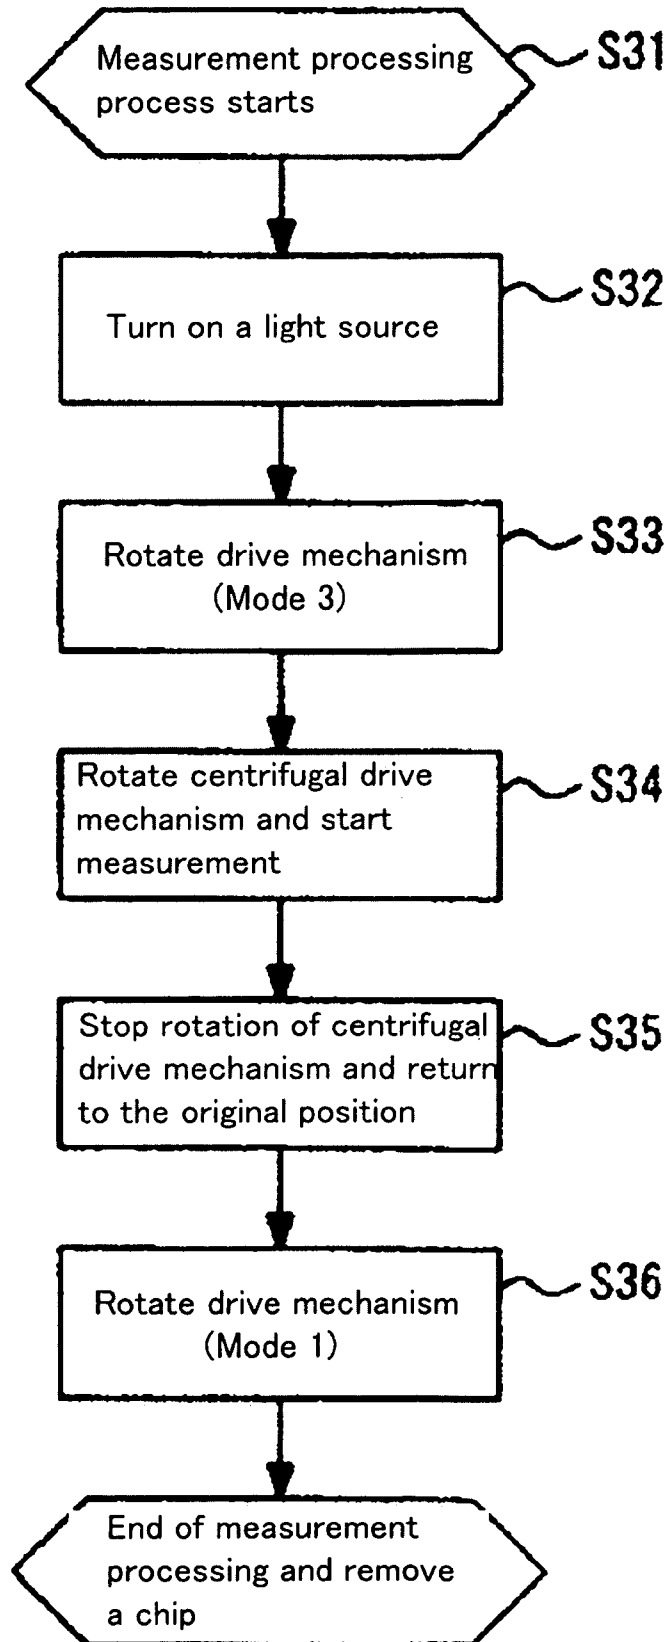 Measurement processing
process starts
S31
Turn on a light source
S32
Rotate drive mechanism
(Mode 3)
S33
Rotate centrifugal drive
mechanism and start
measurement
S34
Stop rotation of centrifugal
drive mechanism and return
to the original position
S35
Rotate drive mechanism
(Mode 1)
S36
End of measurement
processing and remove
a chip